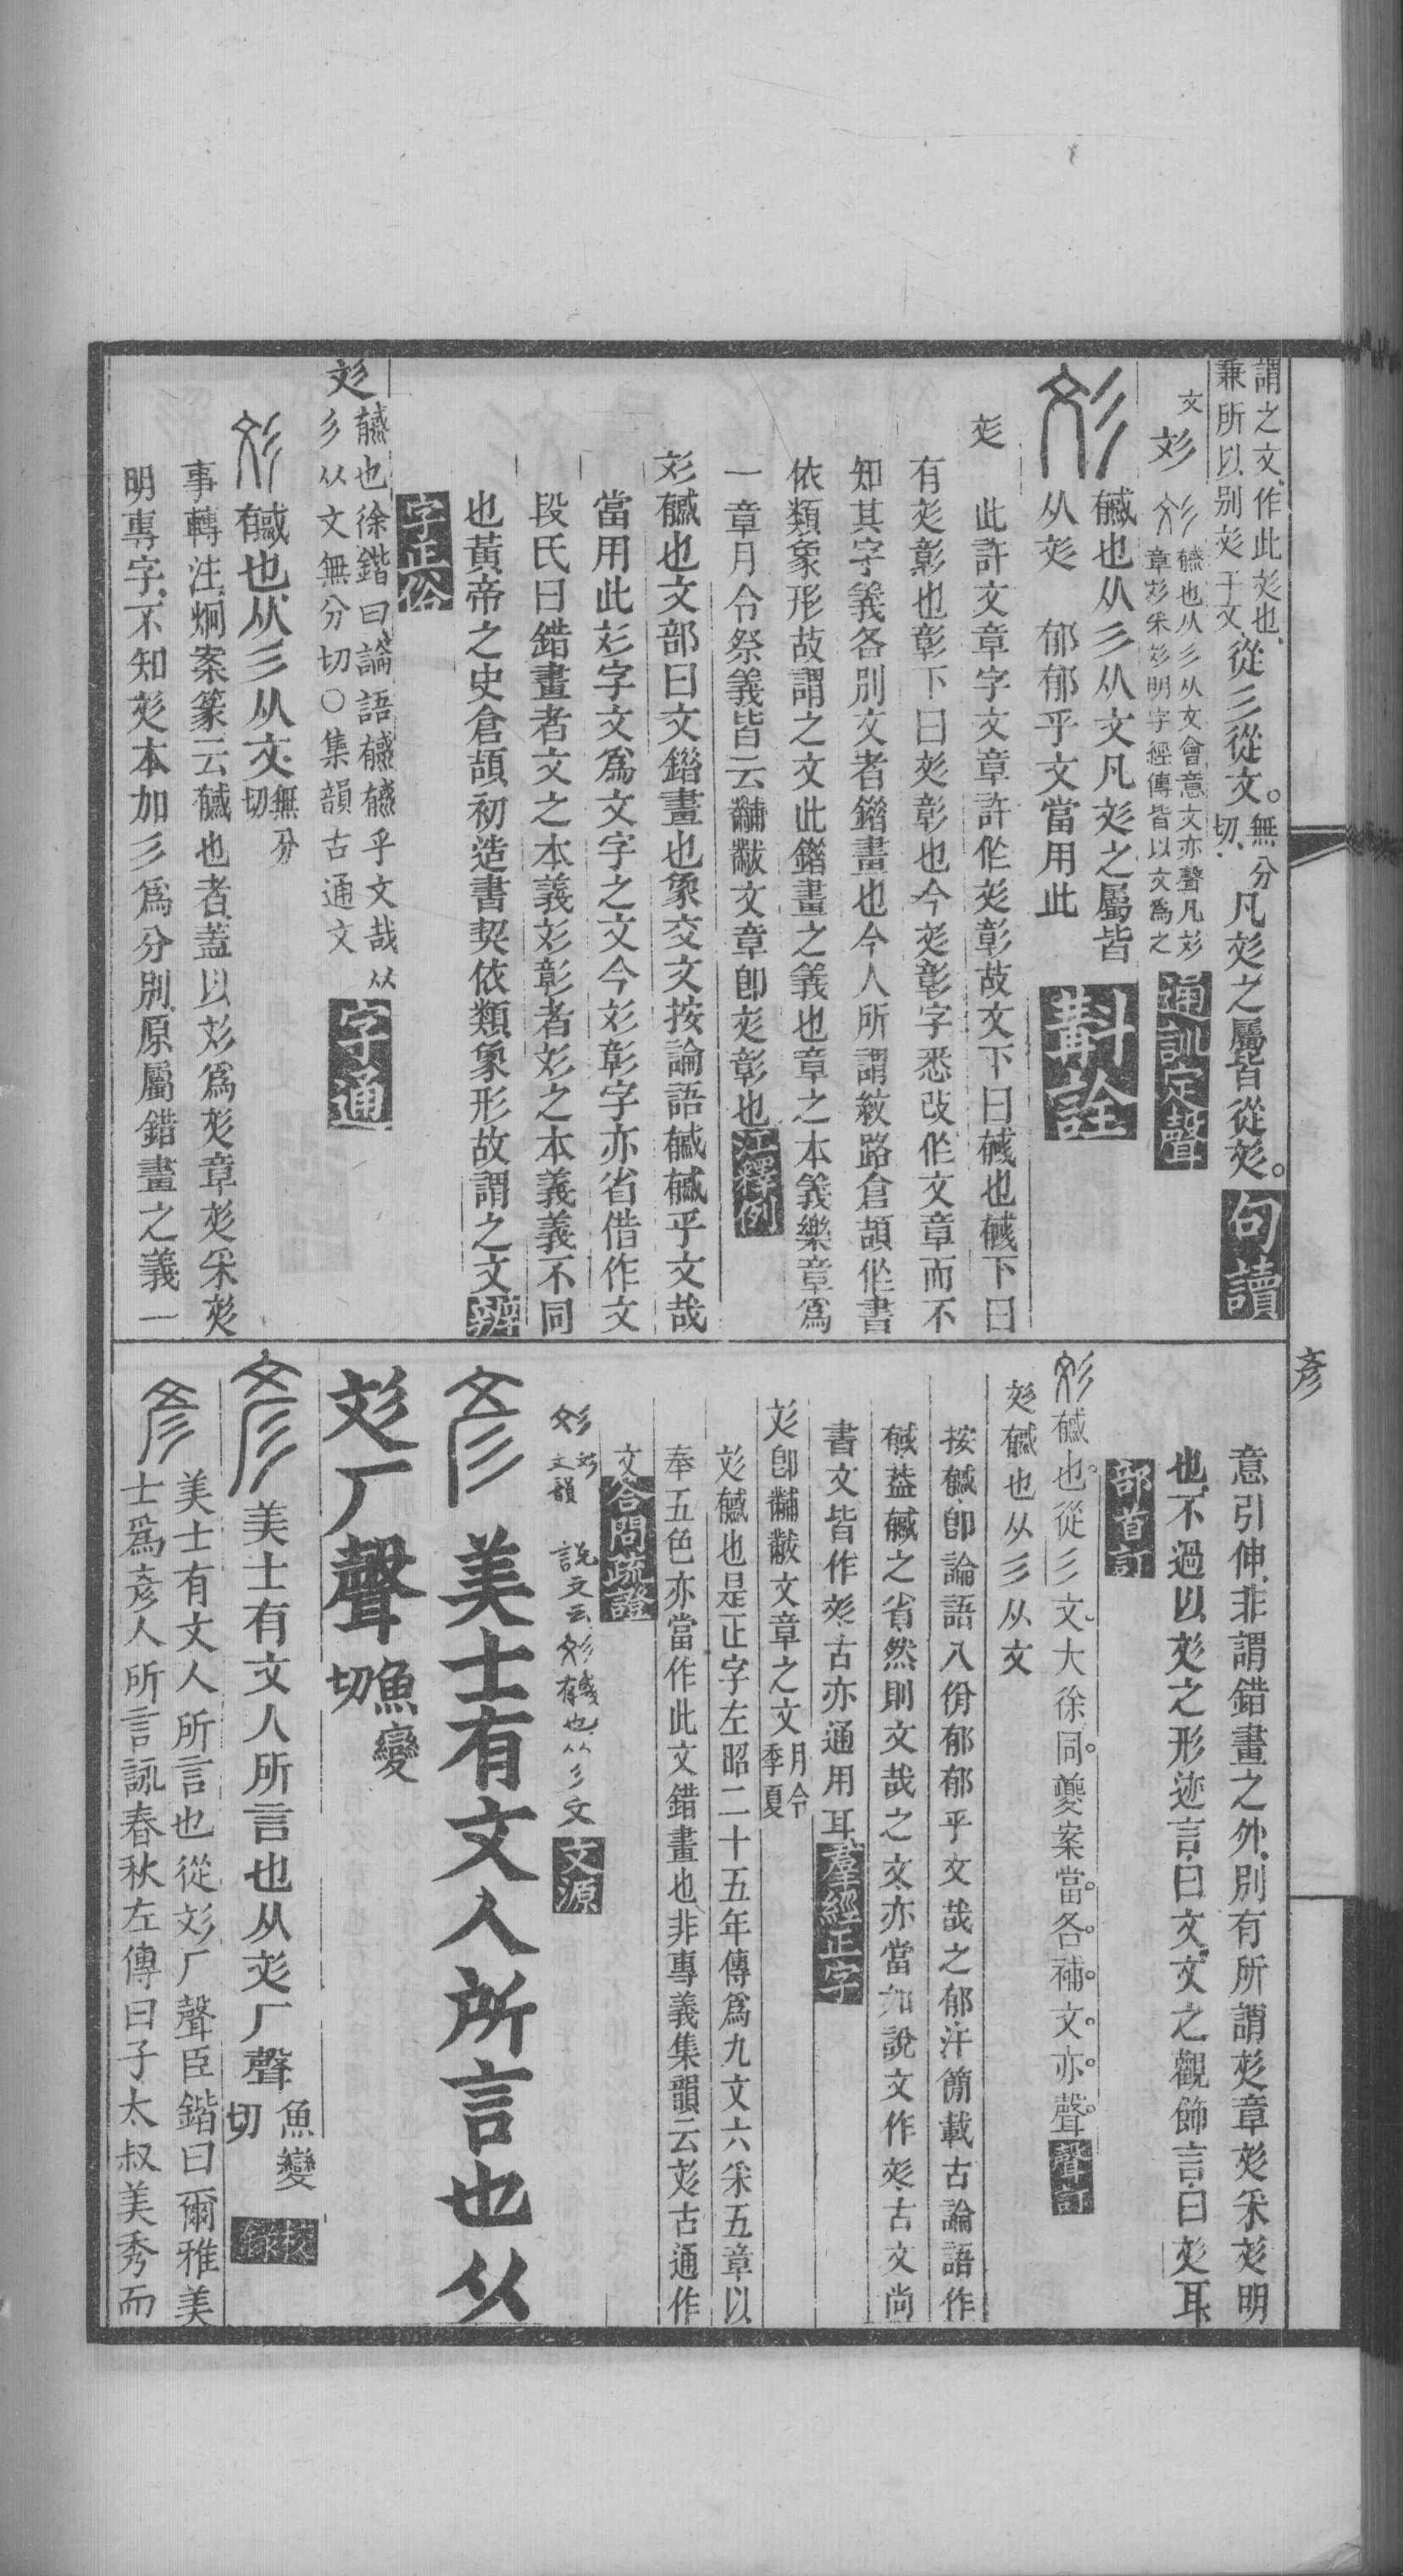 謂之文作此彣也
兼所以別彣于文從彡從文。無分切凡彣之屬皆從彣。句讀
文彣
彣䫺也从彡从文會意文亦聲凡彣
章彣采彣明字經傳皆以文爲之通訓定聲
彣
䫺也从彡从文凡彣之屬皆
从彣 郁郁乎文當用此斠詮
彣
此許文章字文章許作彣彰故文下曰䫺也䫺下曰
有彣彰也彰下曰彣彰也今彣彰字悉改作文章而不
知其字義各別文者錯畫也今人所謂紋路倉頡作書
依類象形故謂之文此錯畫之義也章之本義樂章爲
一章月令祭義皆云黼黻文章卽彣彰也江釋例
彣䫺也文部曰文錯畫也象交文按論語䫺䫺乎文哉
當用此彣字文爲文字之文今彣彰字亦省借作文
段氏曰錯畫者文之本義彣彰者彣之本義義不同
也黃帝之史倉頡初造書契依類象形故謂之文辨
字正俗
彣䫺也徐鍇曰論語䫺䫺乎文哉从
彡从文無分切○集韻古通文字通
彣䫺也从彡从文無分切
事轉注炯案篆云䫺也者蓋以彣爲彣章彣采彣
明專字不知彣本加彡爲分別原屬錯畫之義一
彥
意引伸非謂錯畫之外別有所謂彣章彣采彣明
也不過以彣之形迹言曰文文之觀飾言曰彣耳
部首訂
彣䫺也從彡文大徐同夔案當各補文亦聲聲訂
彣䫺也从彡从文
按䫺卽論語八佾郁郁乎文哉之郁汗簡載古論語作
䫺益䫺之省然則文哉之文亦當如說文作彣古文尚
書文皆作彣古亦通用耳羣經正字
彣卽黼黻文章之文月令季夏
彣䫺也是正字左昭二十五年傳爲九文六采五章以
奉五色亦當作此文錯畫也非專義集韻云彣古通作
文合問疏證
彣彣文韻 說文云彣䫺也从彡文文源
彥美士有文人所言也从
彣厂聲魚變切
彥美士有文人所言也从彣厂聲魚變切校錄
彥美士有文人所言也從彣厂聲臣鍇曰爾雅美
士爲彥人所言詠春秋左傳曰子太叔美秀而